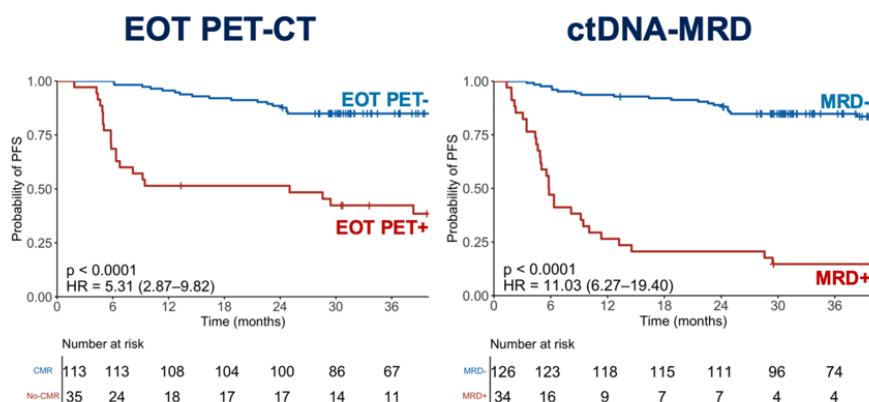 EOT PET-CT
1.00
0.75
0.50
0.25
0.00
Probability of PFS
EOT PET-
EOT PET+
p < 0.0001
HR = 5.31 (2.87–9.82)
0 6 12 18 24 30 36
Time (months)
Number at risk
CMR 113 113 108 104 100 86 67
No-CMR 35 24 18 17 17 14 11
ctDNA-MRD
1.00
0.75
0.50
0.25
0.00
Probability of PFS
MRD-
MRD+
p < 0.0001
HR = 11.03 (6.27–19.40)
0 6 12 18 24 30 36
Time (months)
Number at risk
MRD- 126 123 118 115 111 96 74
MRD+ 34 16 9 7 7 4 4